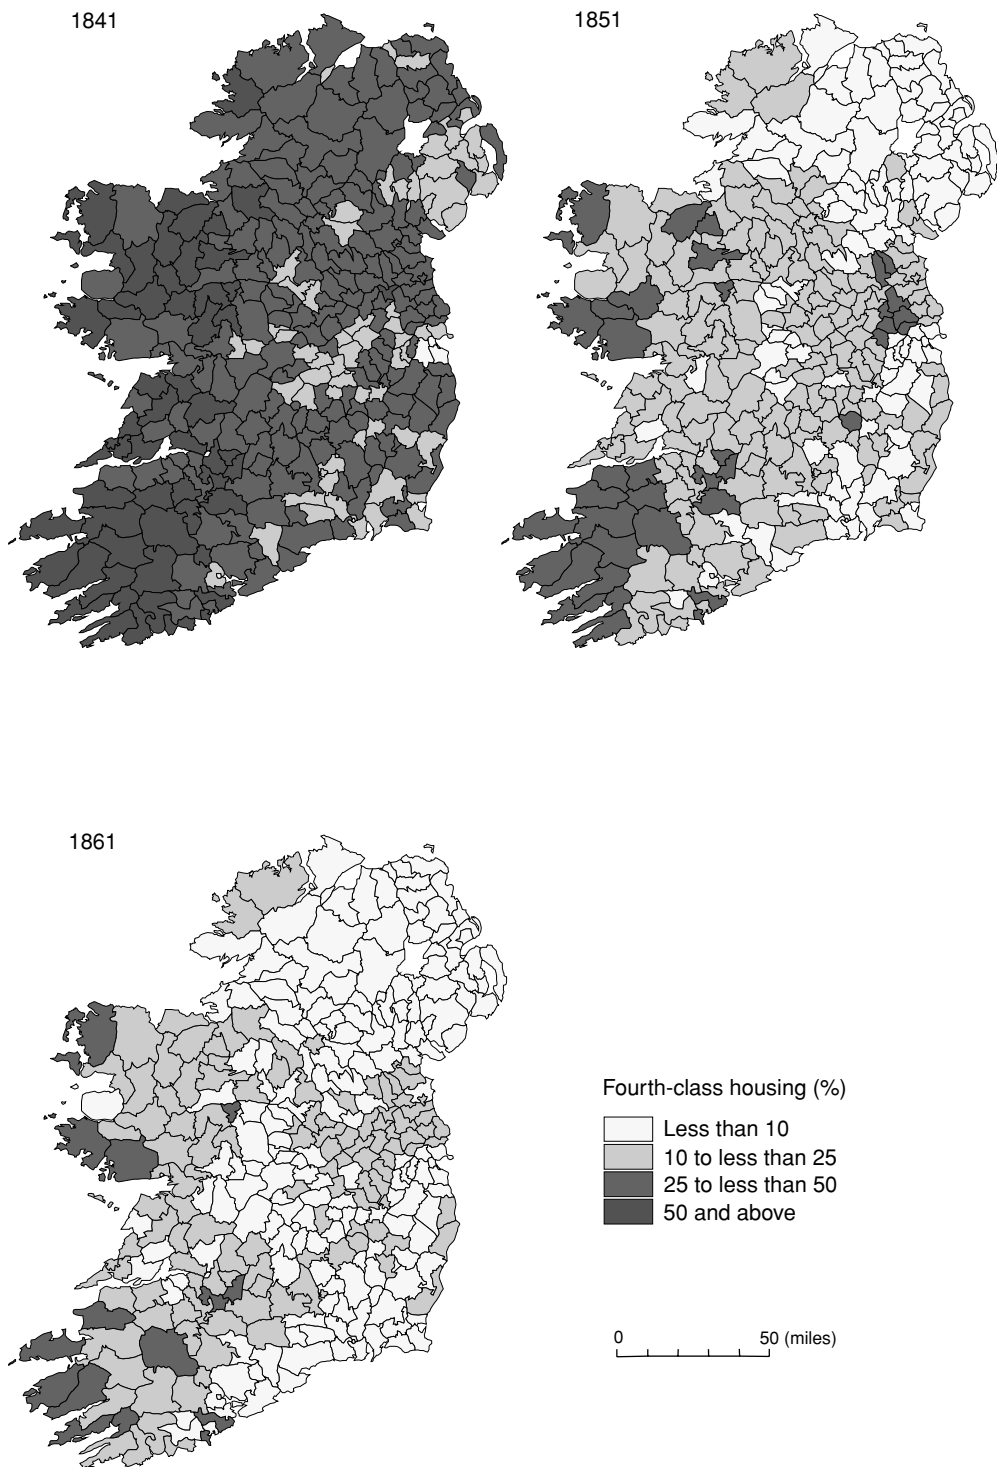 1841
1851
1861
Fourth-class housing (%)
Less than 10
10 to less than 25
25 to less than 50
50 and above
0 50 (miles)